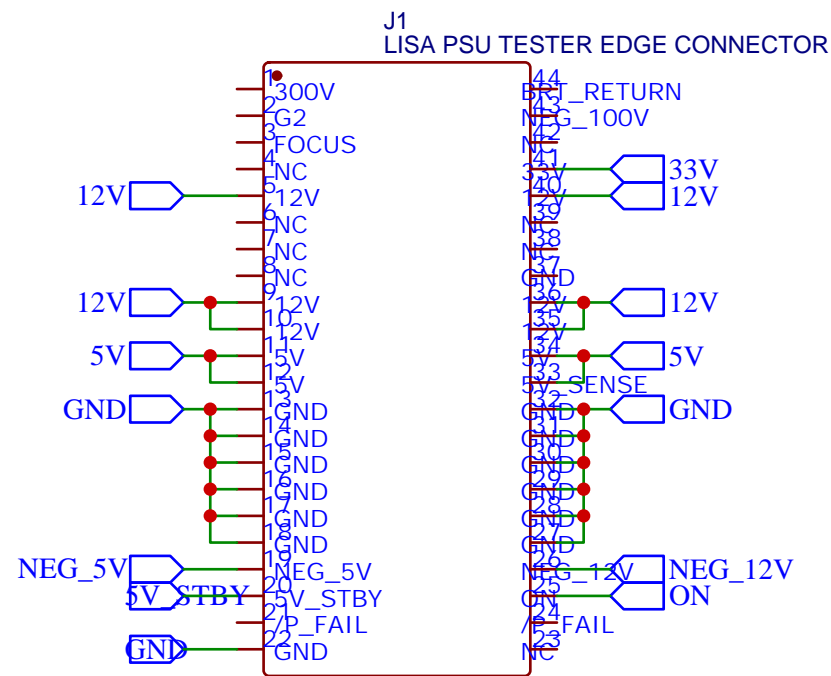 J1
LISA PSU TESTER EDGE CONNECTOR
1 300V 44 BRT_RETURN
2 G2 43 NEG_100V
3 FOCUS 42 NC
4 NC 41 33V 33V
12V 5 12V 40 12V 12V
6 NC 39 NC
7 NC 38 NC
8 NC 37 GND
12V 9 12V 36 12V 12V
10 12V 35 12V
5V 11 5V 34 5V 5V
12 5V 33 5V_SENSE
GND 13 GND 32 GND GND
14 GND 31 GND
15 GND 30 GND
16 GND 29 GND
17 GND 28 GND
18 GND 27 GND
NEG_5V 19 NEG_5V 26 NEG_12V NEG_12V
5V_STBY 20 5V_STBY 25 ON ON
21 /P_FAIL 24 /P_FAIL
GND 22 GND 23 NC